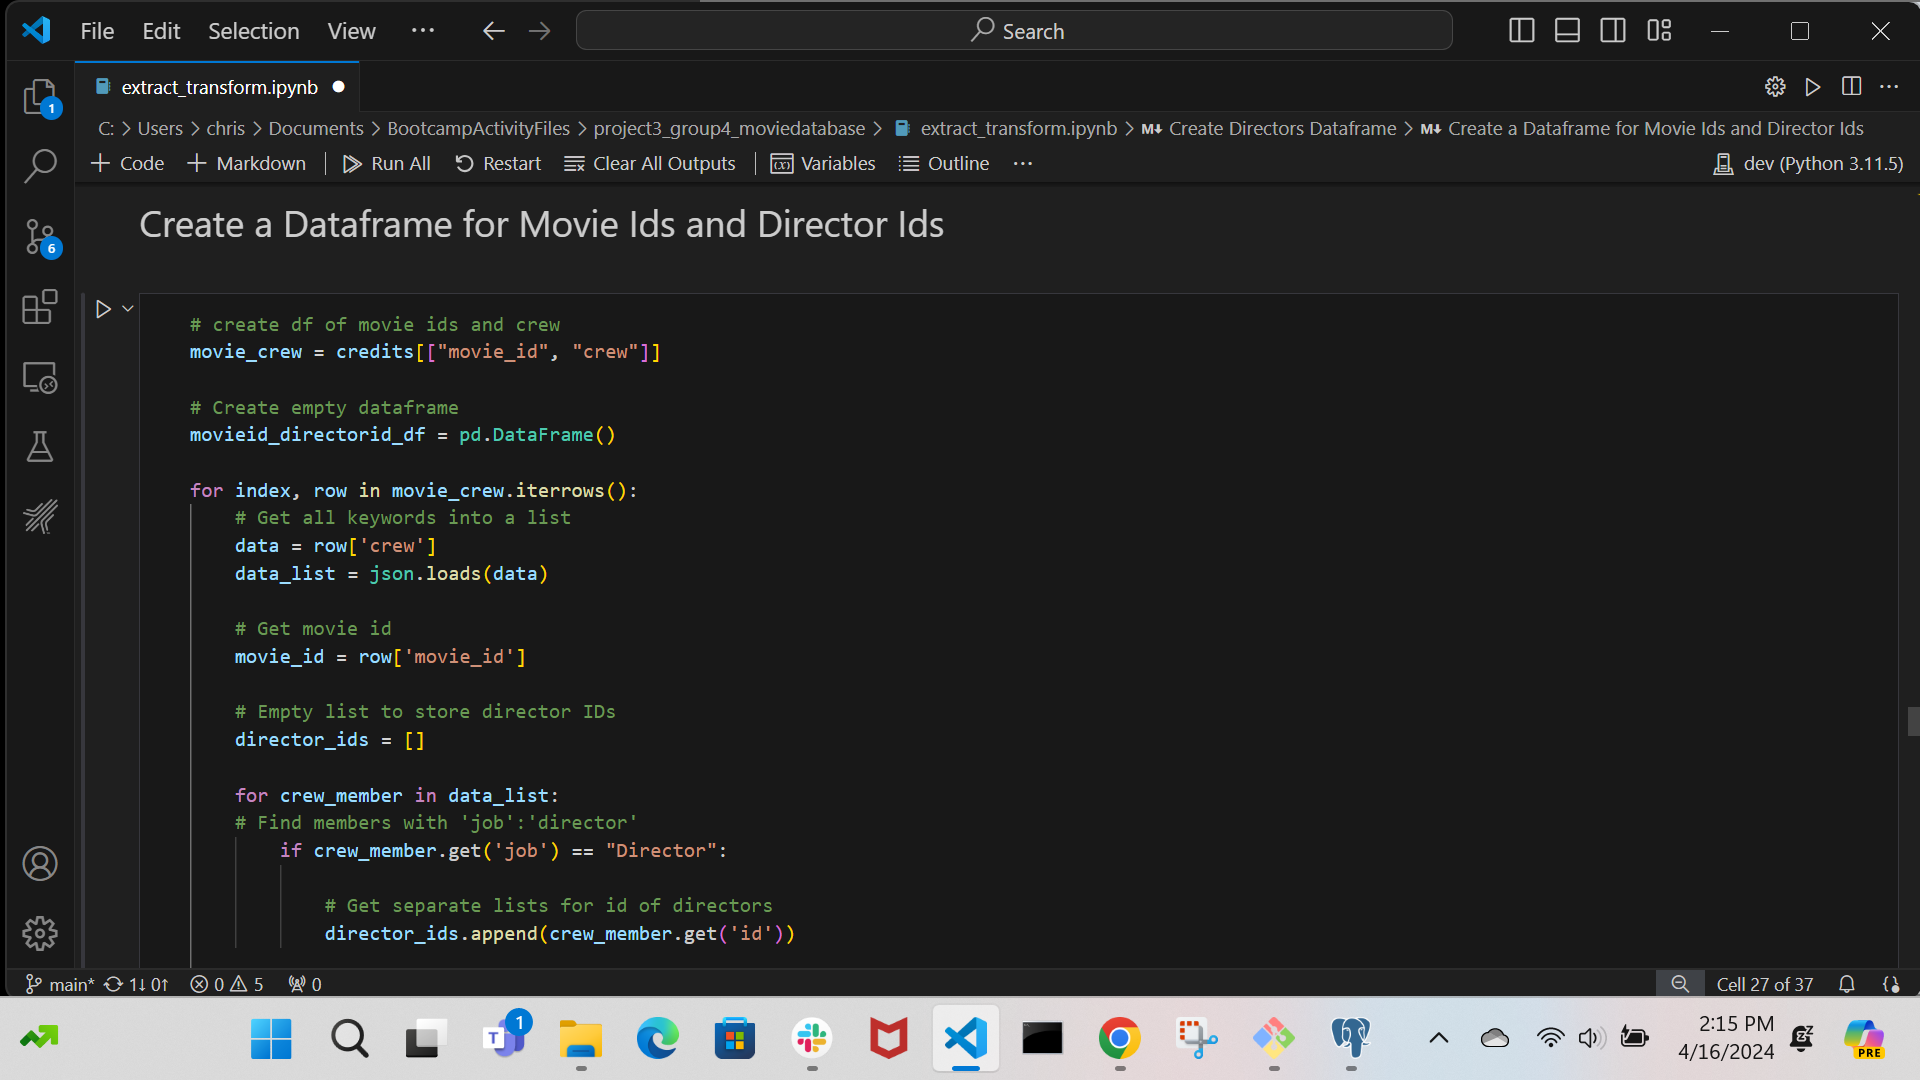 File Edit Selection View ··· Search
extract_transform.ipynb
1
C: > Users > chris > Documents > BootcampActivityFiles > project3_group4_moviedatabase > extract_transform.ipynb > M↓ Create Directors Dataframe > M↓ Create a Dataframe for Movie Ids and Director Ids
+ Code + Markdown Run All Restart Clear All Outputs (x) Variables Outline ··· dev (Python 3.11.5)
Create a Dataframe for Movie Ids and Director Ids
6
# create df of movie ids and crew
movie_crew = credits[["movie_id", "crew"]]
# Create empty dataframe
movieid_directorid_df = pd.DataFrame()
for index, row in movie_crew.iterrows():
# Get all keywords into a list
data = row['crew']
data_list = json.loads(data)
# Get movie id
movie_id = row['movie_id']
# Empty list to store director IDs
director_ids = []
for crew_member in data_list:
# Find members with 'job':'director'
if crew_member.get('job') == "Director":
# Get separate lists for id of directors
director_ids.append(crew_member.get('id'))
main* 1↓ 0↑ 0 5 0 Cell 27 of 37
T 1
2:15 PM
4/16/2024
PRE